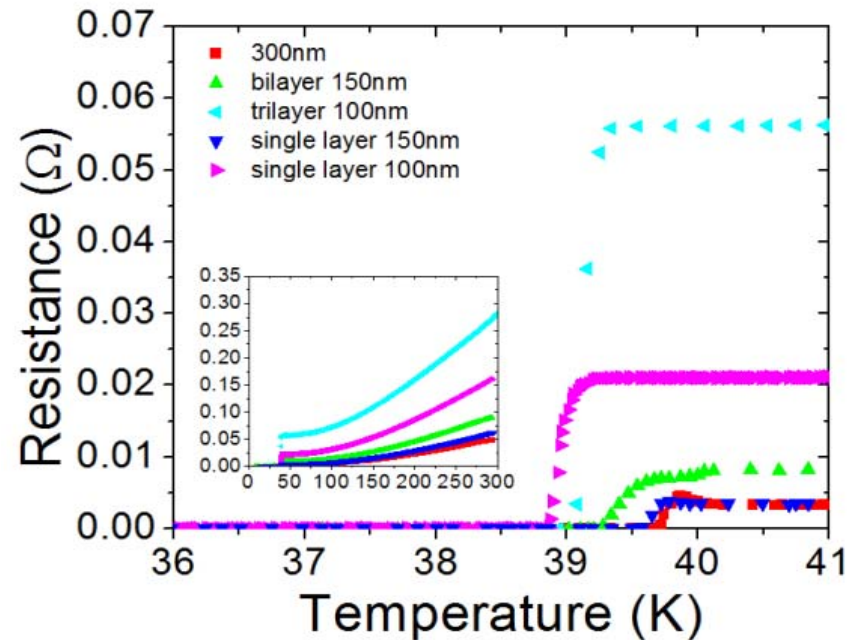 0.07
0.06
0.05
0.04
0.03
0.02
0.01
0.00
Resistance (Ω)
300nm
bilayer 150nm
trilayer 100nm
single layer 150nm
single layer 100nm
0.35
0.30
0.25
0.20
0.15
0.10
0.05
0.00
0 50 100 150 200 250 300
36 37 38 39 40 41
Temperature (K)